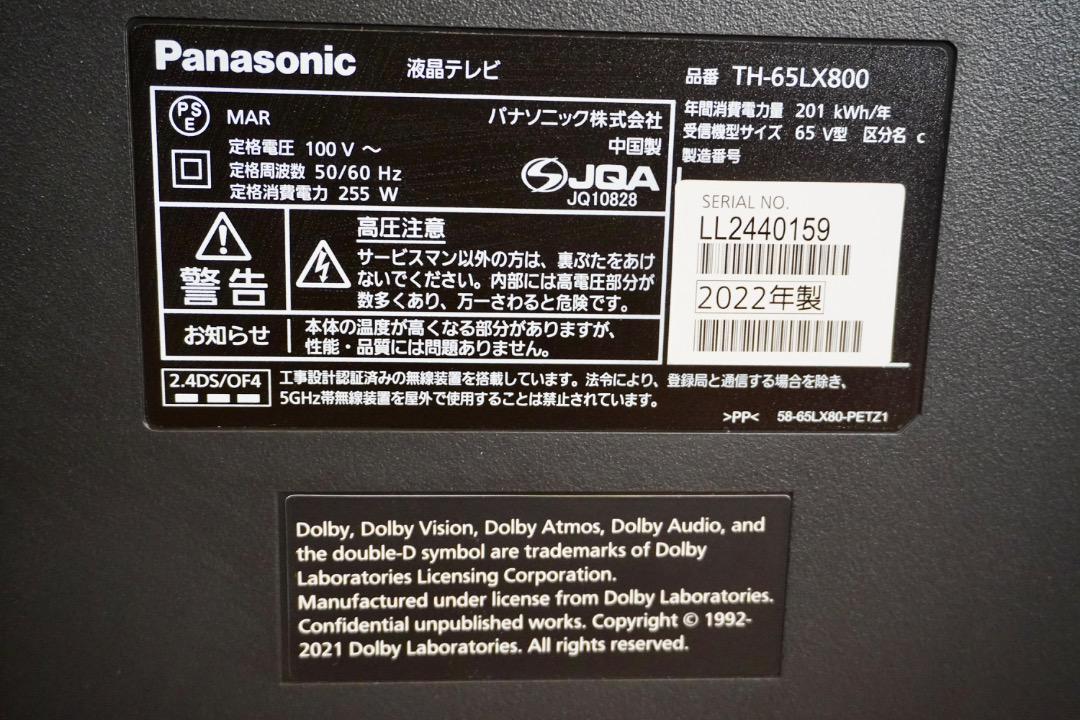 Panasonic 液晶テレビ 品番 TH-65LX800
年間消費電力量 201 kWh/年
受信機型サイズ 65 V型 区分名 c
製造番号
PS E MAR パナソニック株式会社
中国製
定格電圧 100 V ～
定格周波数 50/60 Hz
定格消費電力 255 W
JQA
JQ10828
SERIAL NO.
LL2440159
2022年製
警告
高圧注意
サービスマン以外の方は、裏ぶたをあけ
ないでください。内部には高電圧部分が
数多くあり、万一さわると危険です。
お知らせ
本体の温度が高くなる部分がありますが、
性能・品質には問題ありません。
2.4DS/OF4
工事設計認証済みの無線装置を搭載しています。法令により、登録局と通信する場合を除き、
5GHz帯無線装置を屋外で使用することは禁止されています。
>PP< 58-65LX80-PETZ1
Dolby, Dolby Vision, Dolby Atmos, Dolby Audio, and
the double-D symbol are trademarks of Dolby
Laboratories Licensing Corporation.
Manufactured under license from Dolby Laboratories.
Confidential unpublished works. Copyright © 1992-
2021 Dolby Laboratories. All rights reserved.